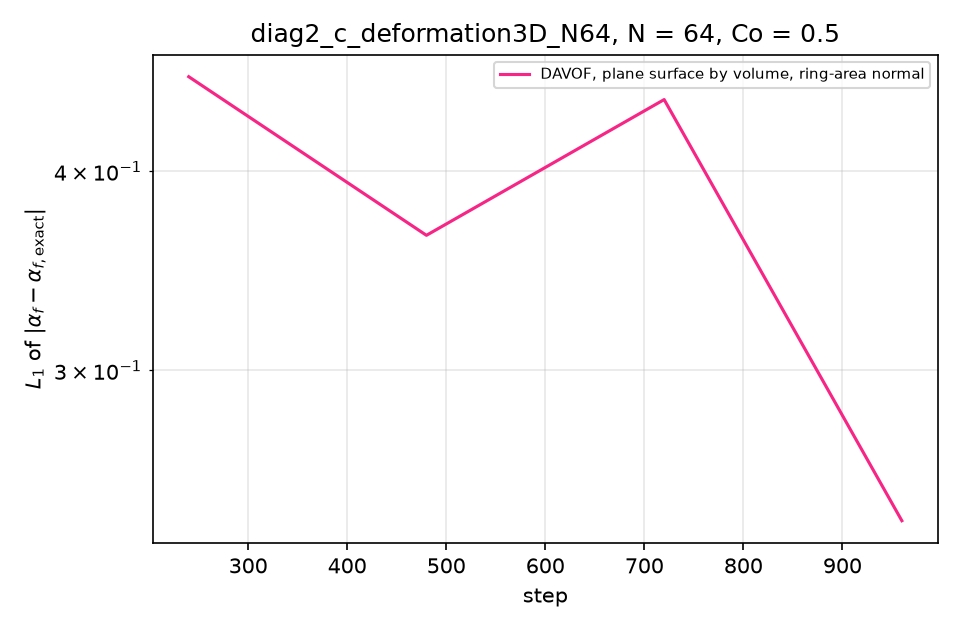 diag2_c_deformation3D_N64, N = 64, Co = 0.5
DAVOF, plane surface by volume, ring-area normal
L₁ of |α_f − α_{f, exact}|
4 × 10⁻¹
3 × 10⁻¹
300 400 500 600 700 800 900
step